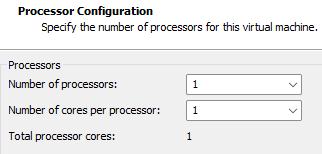 Processor Configuration
Specify the number of processors for this virtual machine.
Processors
Number of processors: 1
Number of cores per processor: 1
Total processor cores: 1